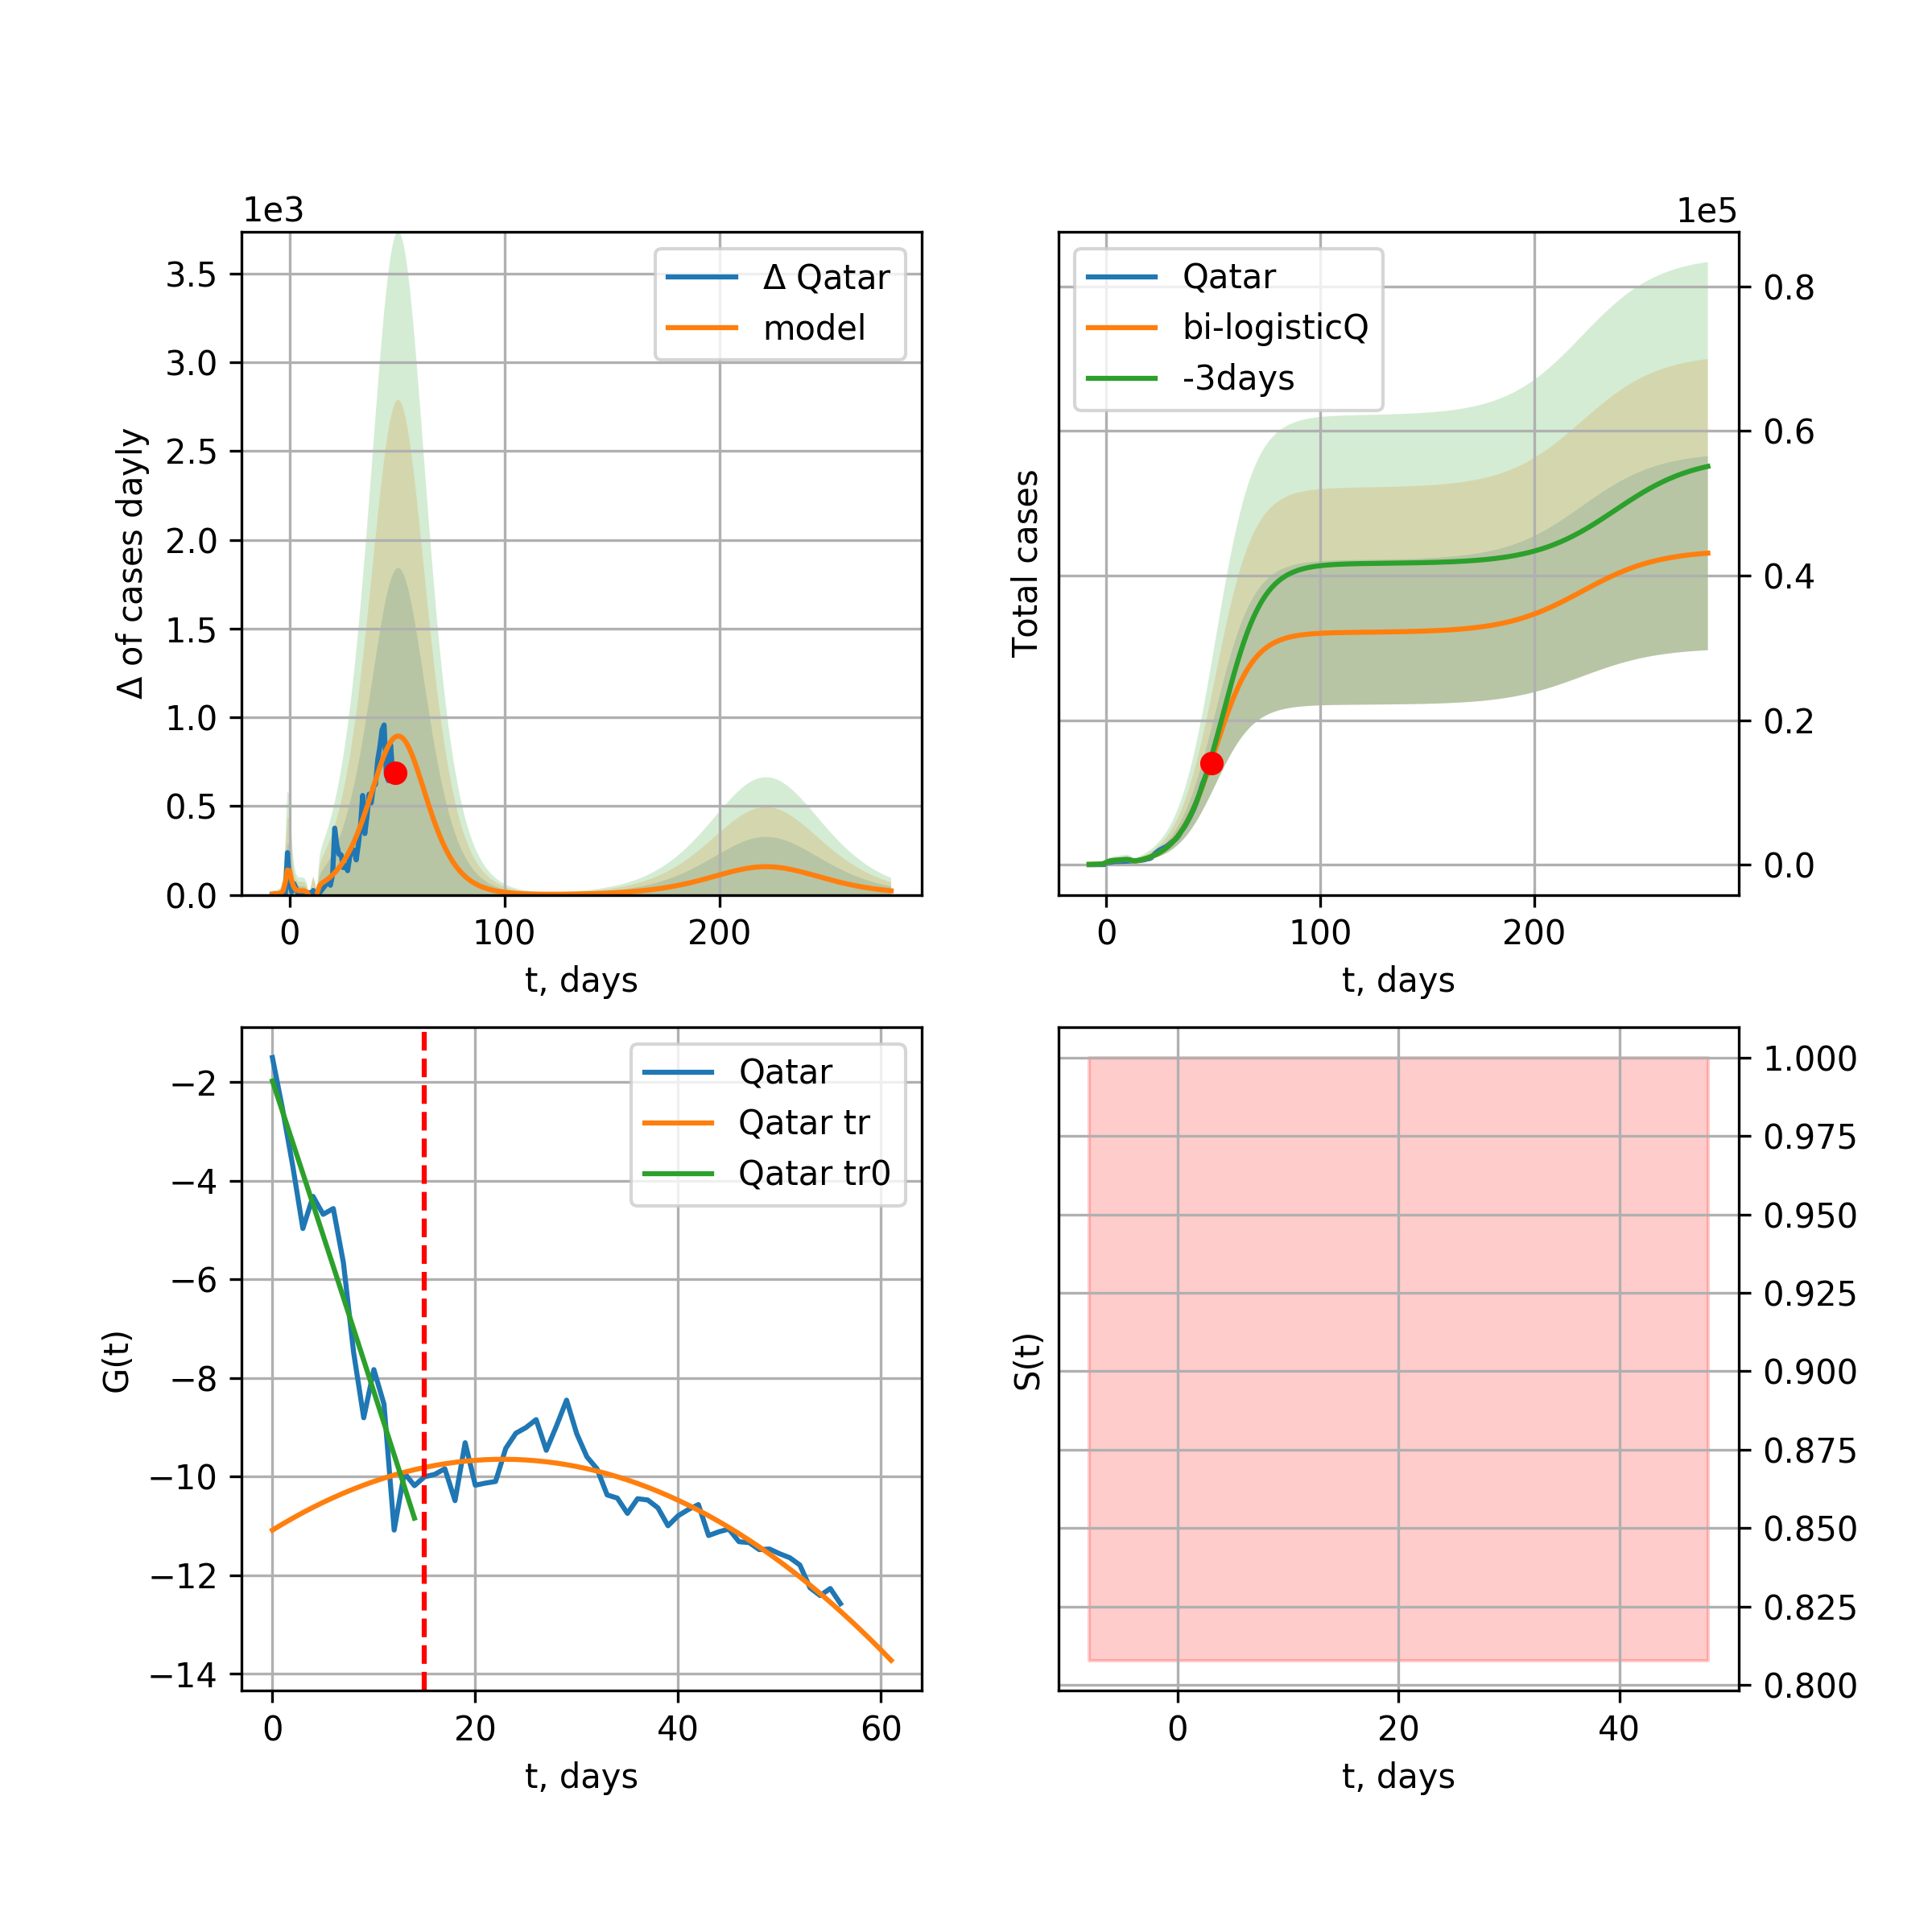 1e3
3.5
3.0
2.5
2.0
1.5
1.0
0.5
0.0
Δ of cases dayly
Δ Qatar
model
0 100 200
t, days
1e5
Qatar
bi-logisticQ
-3days
Total cases
0.8
0.6
0.4
0.2
0.0
0 100 200
t, days
−2
−4
−6
−8
−10
−12
−14
G(t)
Qatar
Qatar tr
Qatar tr0
0 20 40 60
t, days
S(t)
1.000
0.975
0.950
0.925
0.900
0.875
0.850
0.825
0.800
0 20 40
t, days